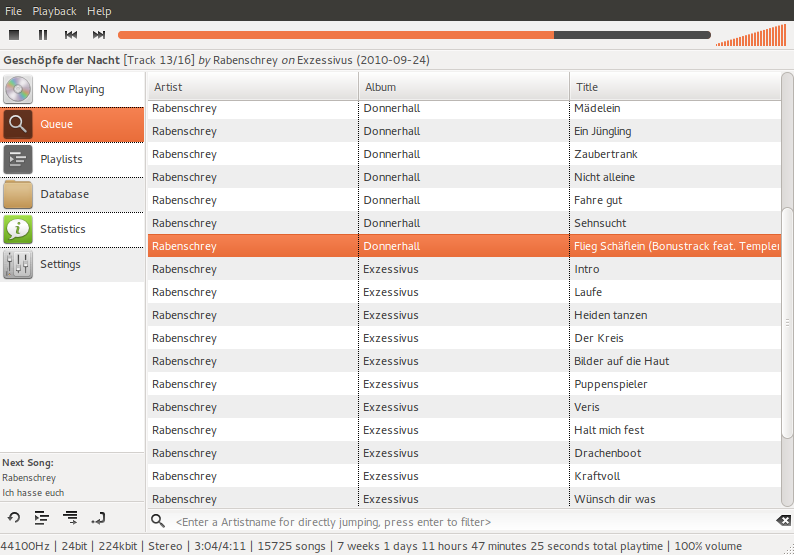 File Playback Help
Geschöpfe der Nacht [Track 13/16] by Rabenschrey on Exzessivus (2010-09-24)
Now Playing
Queue
Playlists
Database
Statistics
Settings
Next Song:
Rabenschrey
Ich hasse euch
Artist Album Title
Rabenschrey Donnerhall Mädelein
Rabenschrey Donnerhall Ein Jüngling
Rabenschrey Donnerhall Zaubertrank
Rabenschrey Donnerhall Nicht alleine
Rabenschrey Donnerhall Fahre gut
Rabenschrey Donnerhall Sehnsucht
Rabenschrey Donnerhall Flieg Schäflein (Bonustrack feat. Templer
Rabenschrey Exzessivus Intro
Rabenschrey Exzessivus Laufe
Rabenschrey Exzessivus Heiden tanzen
Rabenschrey Exzessivus Der Kreis
Rabenschrey Exzessivus Bilder auf die Haut
Rabenschrey Exzessivus Puppenspieler
Rabenschrey Exzessivus Veris
Rabenschrey Exzessivus Halt mich fest
Rabenschrey Exzessivus Drachenboot
Rabenschrey Exzessivus Kraftvoll
Rabenschrey Exzessivus Wünsch dir was
<Enter a Artistname for directly jumping, press enter to filter>
44100Hz | 24bit | 224kbit | Stereo | 3:04/4:11 | 15725 songs | 7 weeks 1 days 11 hours 47 minutes 25 seconds total playtime | 100% volume